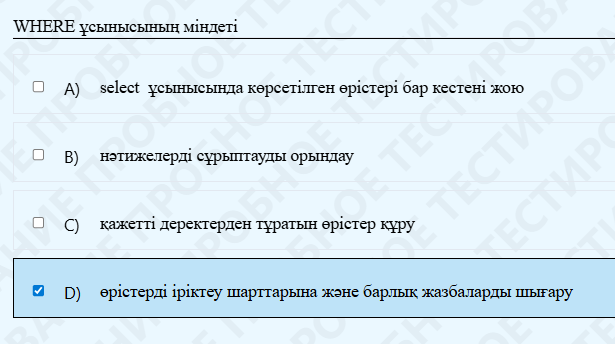 WHERE ұсынысының міндеті
A) select ұсынысында көрсетілген өрістері бар кестені жою
B) нәтижелерді сұрыптауды орындау
C) қажетті деректерден тұратын өрістер құру
D) өрістерді іріктеу шарттарына және барлық жазбаларды шығару